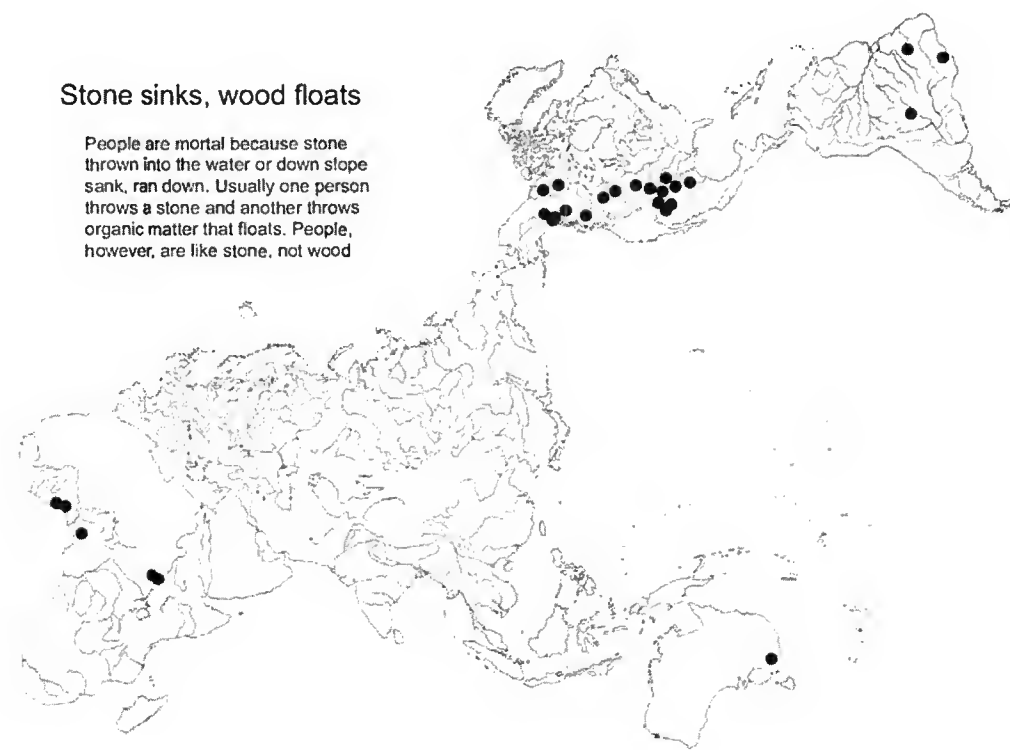 Stone sinks, wood floats
People are mortal because stone
thrown into the water or down slope
sank, ran down. Usually one person
throws a stone and another throws
organic matter that floats. People,
however, are like stone, not wood